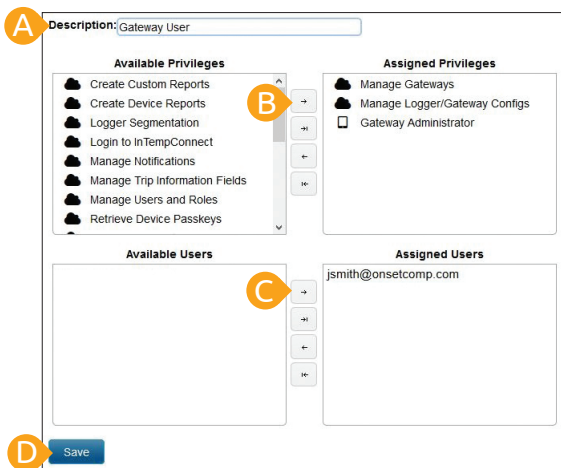 A Description: Gateway User
Available Privileges
Assigned Privileges
Create Custom Reports
Create Device Reports
Logger Segmentation
Login to InTempConnect
Manage Notifications
Manage Trip Information Fields
Manage Users and Roles
Retrieve Device Passkeys
B
Manage Gateways
Manage Logger/Gateway Configs
Gateway Administrator
Available Users
Assigned Users
C
jsmith@onsetcomp.com
D Save